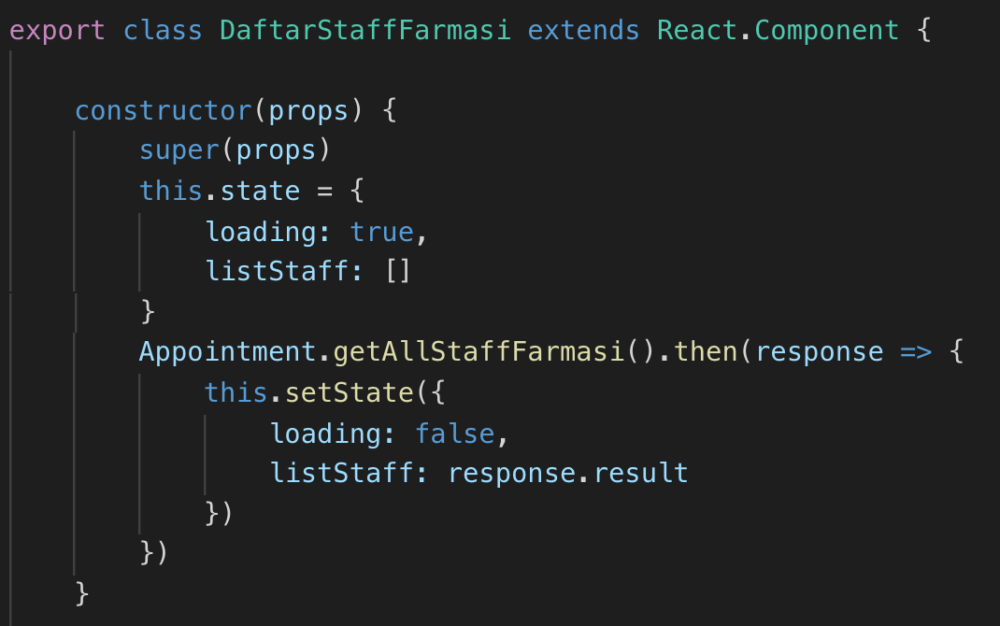 export class DaftarStaffFarmasi extends React.Component {
constructor(props) {
super(props)
this.state = {
loading: true,
listStaff: []
}
Appointment.getAllStaffFarmasi().then(response => {
this.setState({
loading: false,
listStaff: response.result
})
})
}